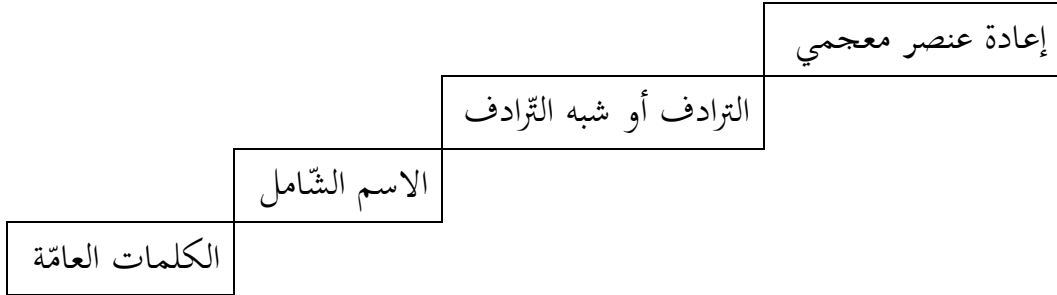 إعادة عنصر معجمي
الترادف أو شبه التّرادف
الاسم الشّامل
الكلمات العامّة